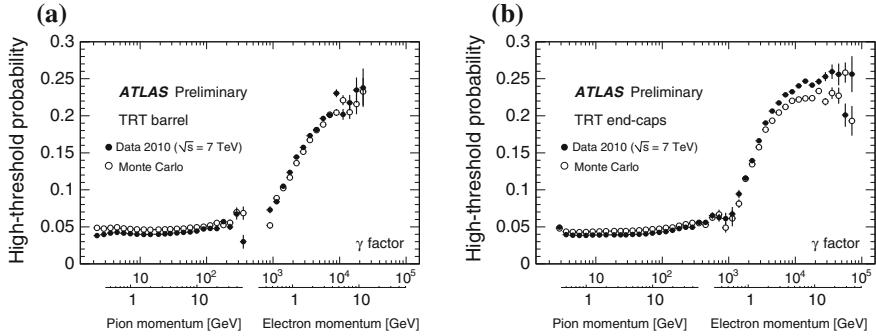 (a)
High-threshold probability
0.3
0.25
0.2
0.15
0.1
0.05
0
ATLAS Preliminary
TRT barrel
Data 2010 (√s = 7 TeV)
Monte Carlo
γ factor
10 10² 10³ 10⁴ 10⁵
1 10 1 10
Pion momentum [GeV] Electron momentum [GeV]
(b)
High-threshold probability
0.3
0.25
0.2
0.15
0.1
0.05
0
ATLAS Preliminary
TRT end-caps
Data 2010 (√s = 7 TeV)
Monte Carlo
γ factor
10 10² 10³ 10⁴ 10⁵
1 10 1 10
Pion momentum [GeV] Electron momentum [GeV]